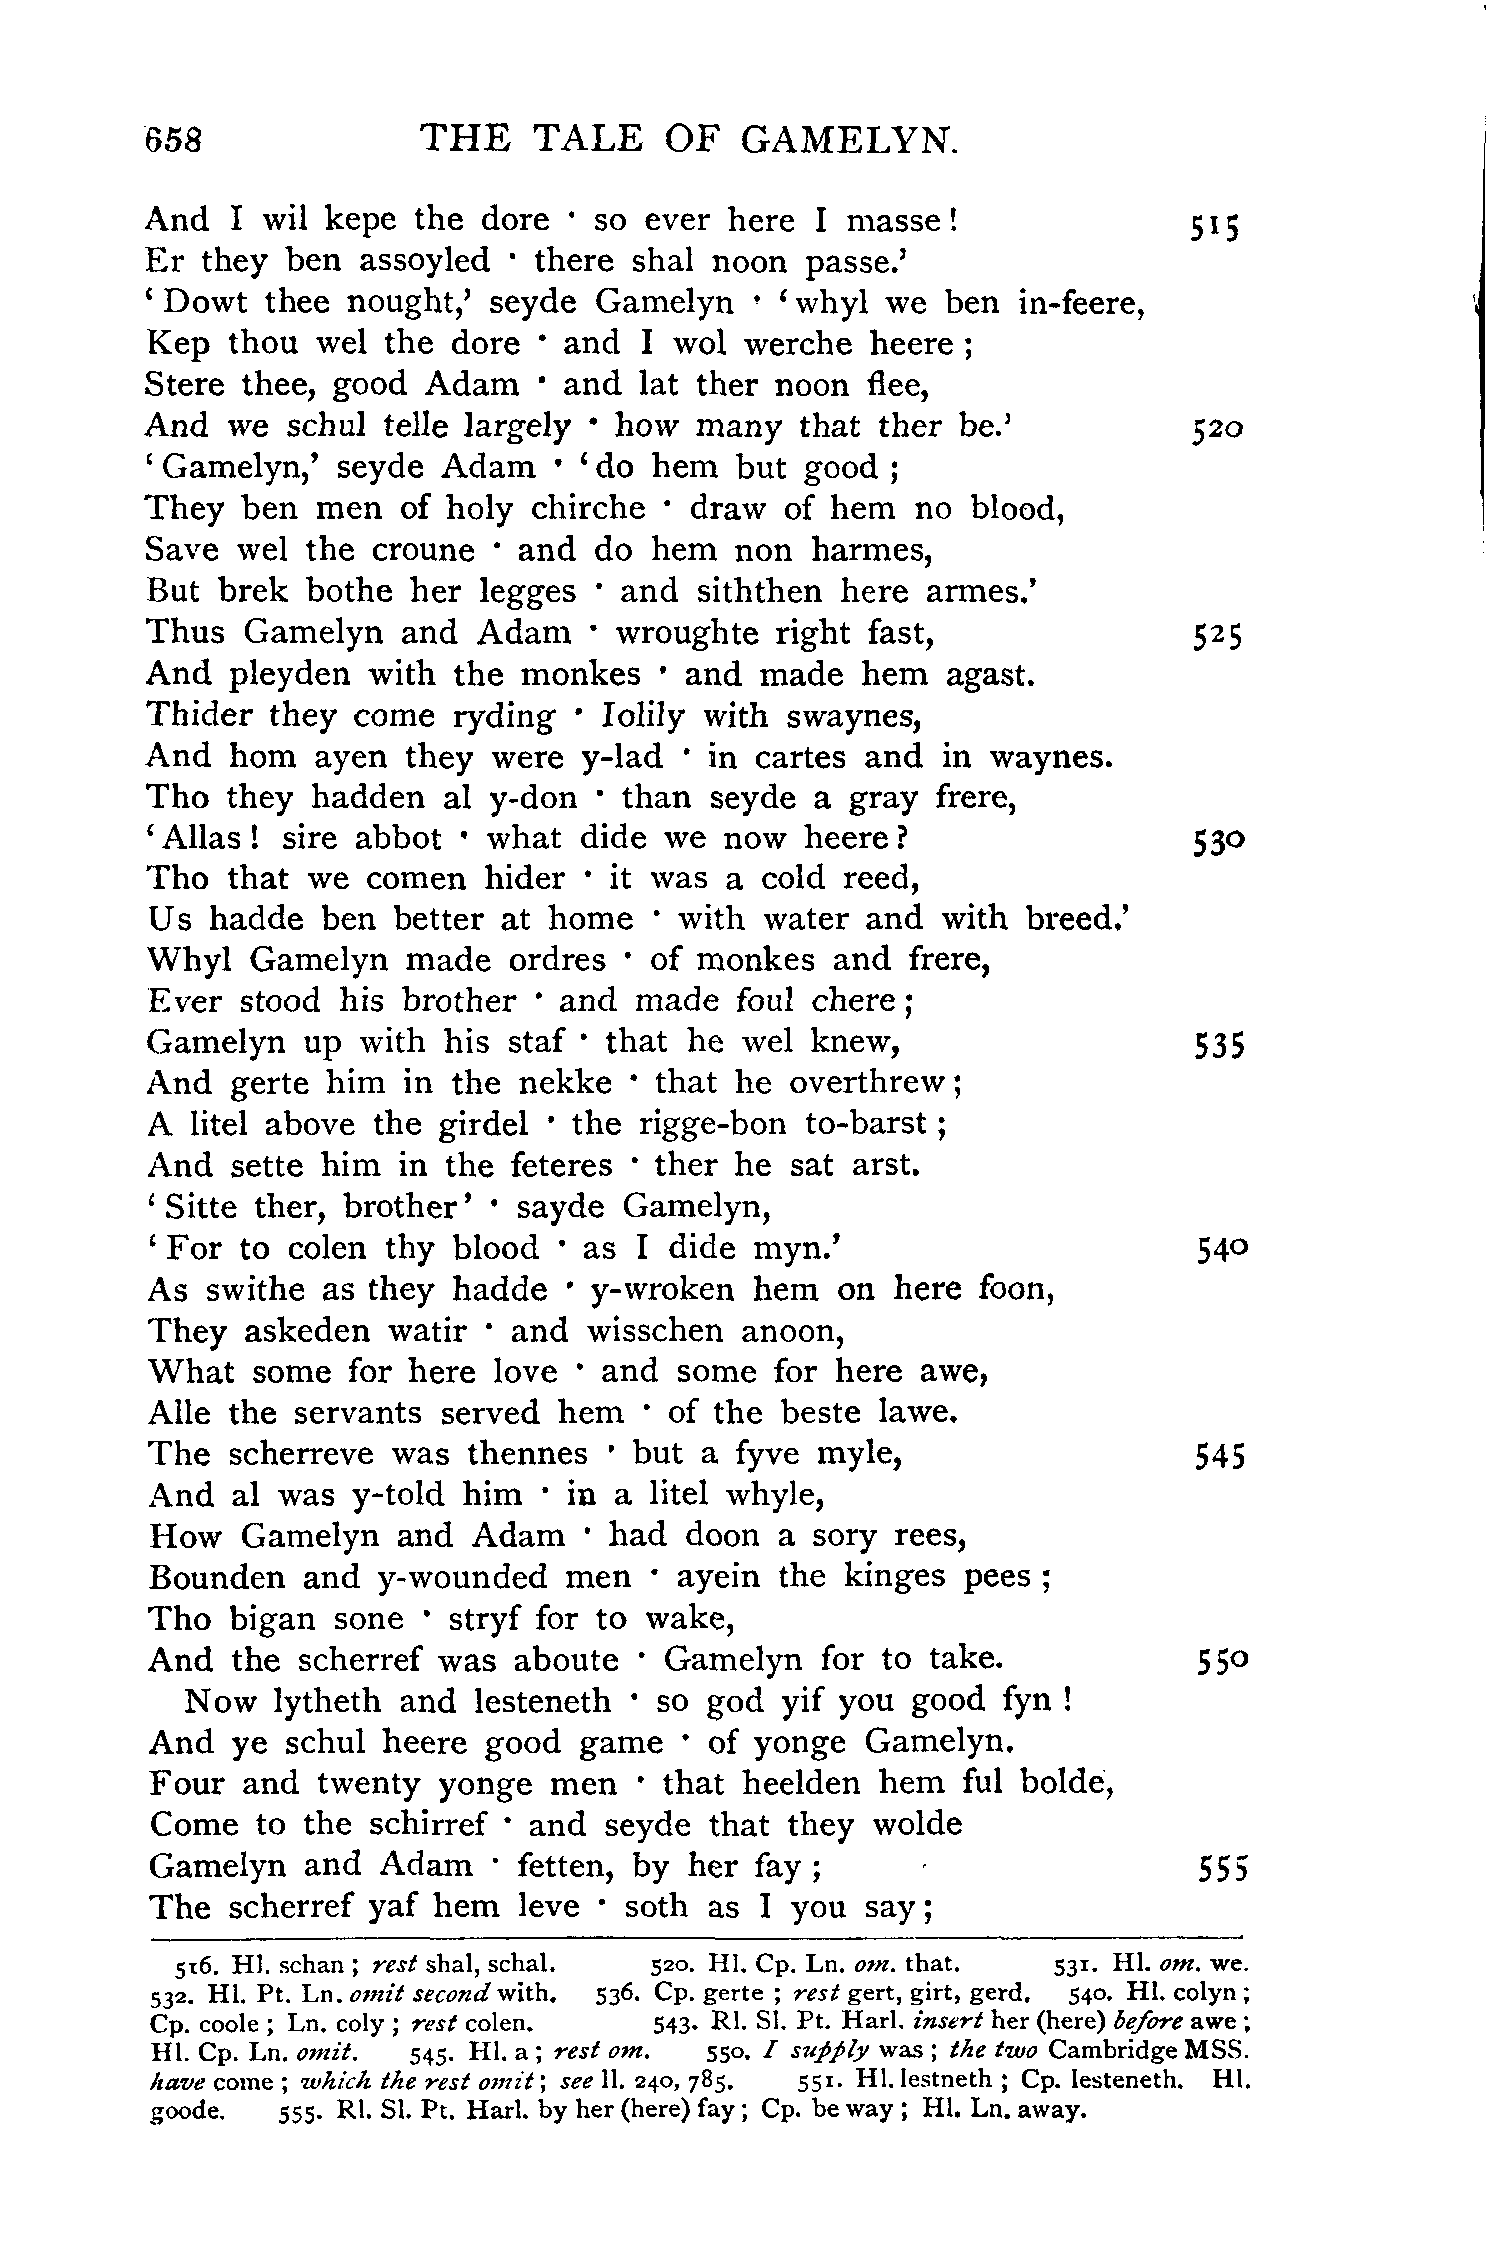 658 THE TALE OF GAMELYN.
And I wil kepe the dore · so ever here I masse! 515
Er they ben assoyled · there shal noon passe.’
‘Dowt thee nought,’ seyde Gamelyn · ‘whyl we ben in-feere,
Kep thou wel the dore · and I wol werche heere;
Stere thee, good Adam · and lat ther noon flee,
And we schul telle largely · how many that ther be.’ 520
‘Gamelyn,’ seyde Adam · ‘do hem but good;
They ben men of holy chirche · draw of hem no blood,
Save wel the croune · and do hem non harmes,
But brek bothe her legges · and siththen here armes.’
Thus Gamelyn and Adam · wroughte right fast, 525
And pleyden with the monkes · and made hem agast.
Thider they come ryding · Iolily with swaynes,
And hom ayen they were y-lad · in cartes and in waynes.
Tho they hadden al y-don · than seyde a gray frere,
‘Allas! sire abbot · what dide we now heere? 530
Tho that we comen hider · it was a cold reed,
Us hadde ben better at home · with water and with breed.’
Whyl Gamelyn made ordres · of monkes and frere,
Ever stood his brother · and made foul chere;
Gamelyn up with his staf · that he wel knew, 535
And gerte him in the nekke · that he overthrew;
A litel above the girdel · the rigge-bon to-barst;
And sette him in the feteres · ther he sat arst.
‘Sitte ther, brother’ · sayde Gamelyn,
‘For to colen thy blood · as I dide myn.’ 540
As swithe as they hadde · y-wroken hem on here foon,
They askeden watir · and wisschen anoon,
What some for here love · and some for here awe,
Alle the servants served hem · of the beste lawe.
The scherreve was thennes · but a fyve myle, 545
And al was y-told him · in a litel whyle,
How Gamelyn and Adam · had doon a sory rees,
Bounden and y-wounded men · ayein the kinges pees;
Tho bigan sone · stryf for to wake,
And the scherref was aboute · Gamelyn for to take. 550
Now lytheth and lesteneth · so god yif you good fyn!
And ye schul heere good game · of yonge Gamelyn.
Four and twenty yonge men · that heelden hem ful bolde,
Come to the schirref · and seyde that they wolde
Gamelyn and Adam · fetten, by her fay; 555
The scherref yaf hem leve · soth as I you say;
516. Hl. schan; rest shal, schal. 520. Hl. Cp. Ln. om. that. 531. Hl. om. we.
532. Hl. Pt. Ln. omit second with. 536. Cp. gerte; rest gert, girt, gerd. 540. Hl. colyn;
Cp. coole; Ln. coly; rest colen. 543. Rl. Sl. Pt. Harl. insert her (here) before awe;
Hl. Cp. Ln. omit. 545. Hl. a; rest om. 550. I supply was; the two Cambridge MSS.
have come; which the rest omit; see ll. 240, 785. 551. Hl. lestneth; Cp. lesteneth. Hl.
goode. 555. Rl. Sl. Pt. Harl. by her (here) fay; Cp. be way; Hl. Ln. away.